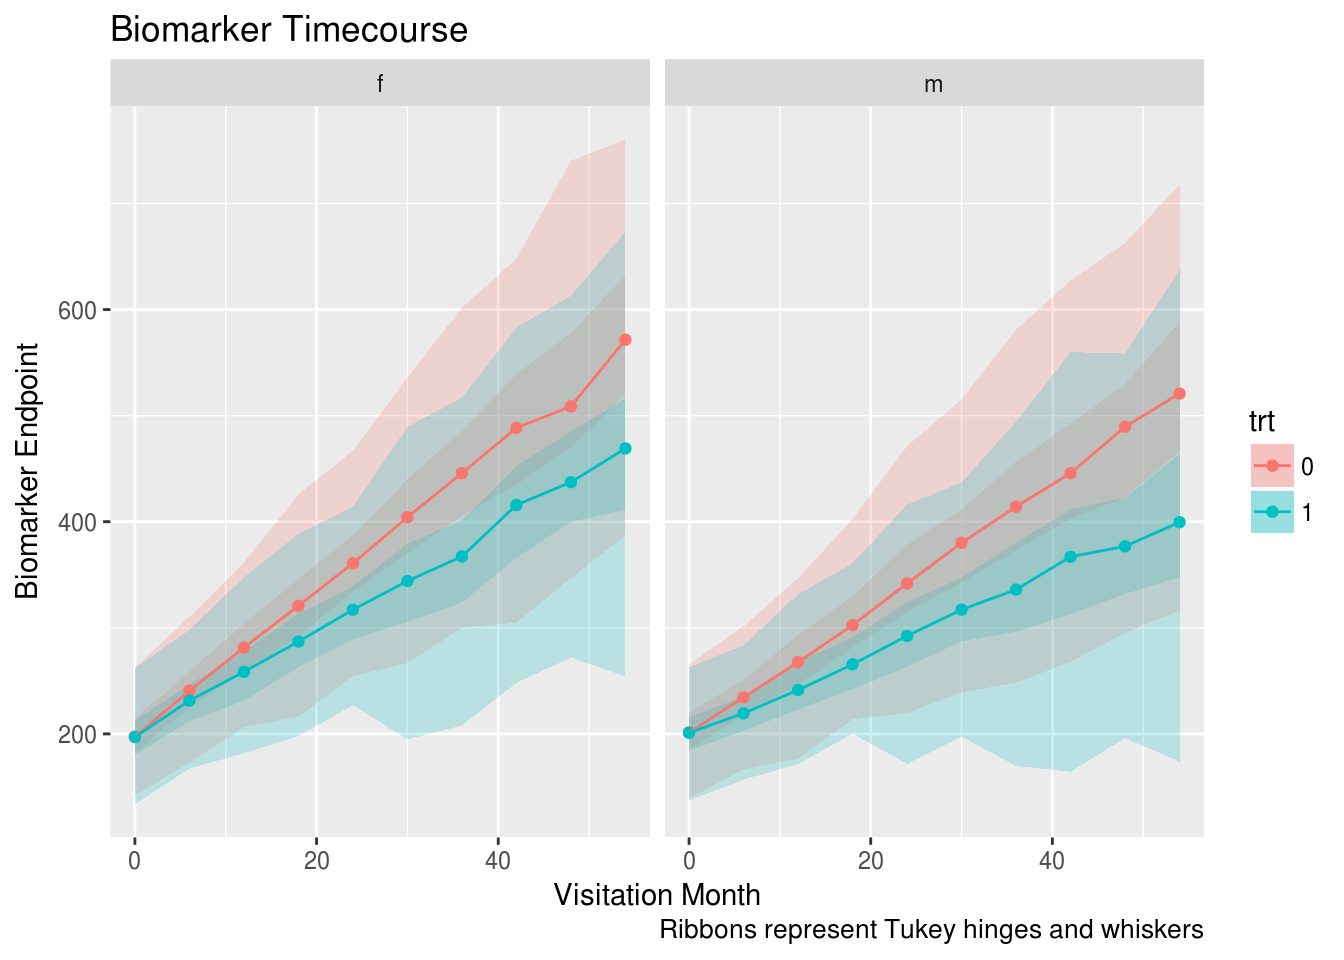 Biomarker Timecourse
f
m
Biomarker Endpoint
600
400
200
0
20
40
0
20
40
Visitation Month
Ribbons represent Tukey hinges and whiskers
trt
0
1